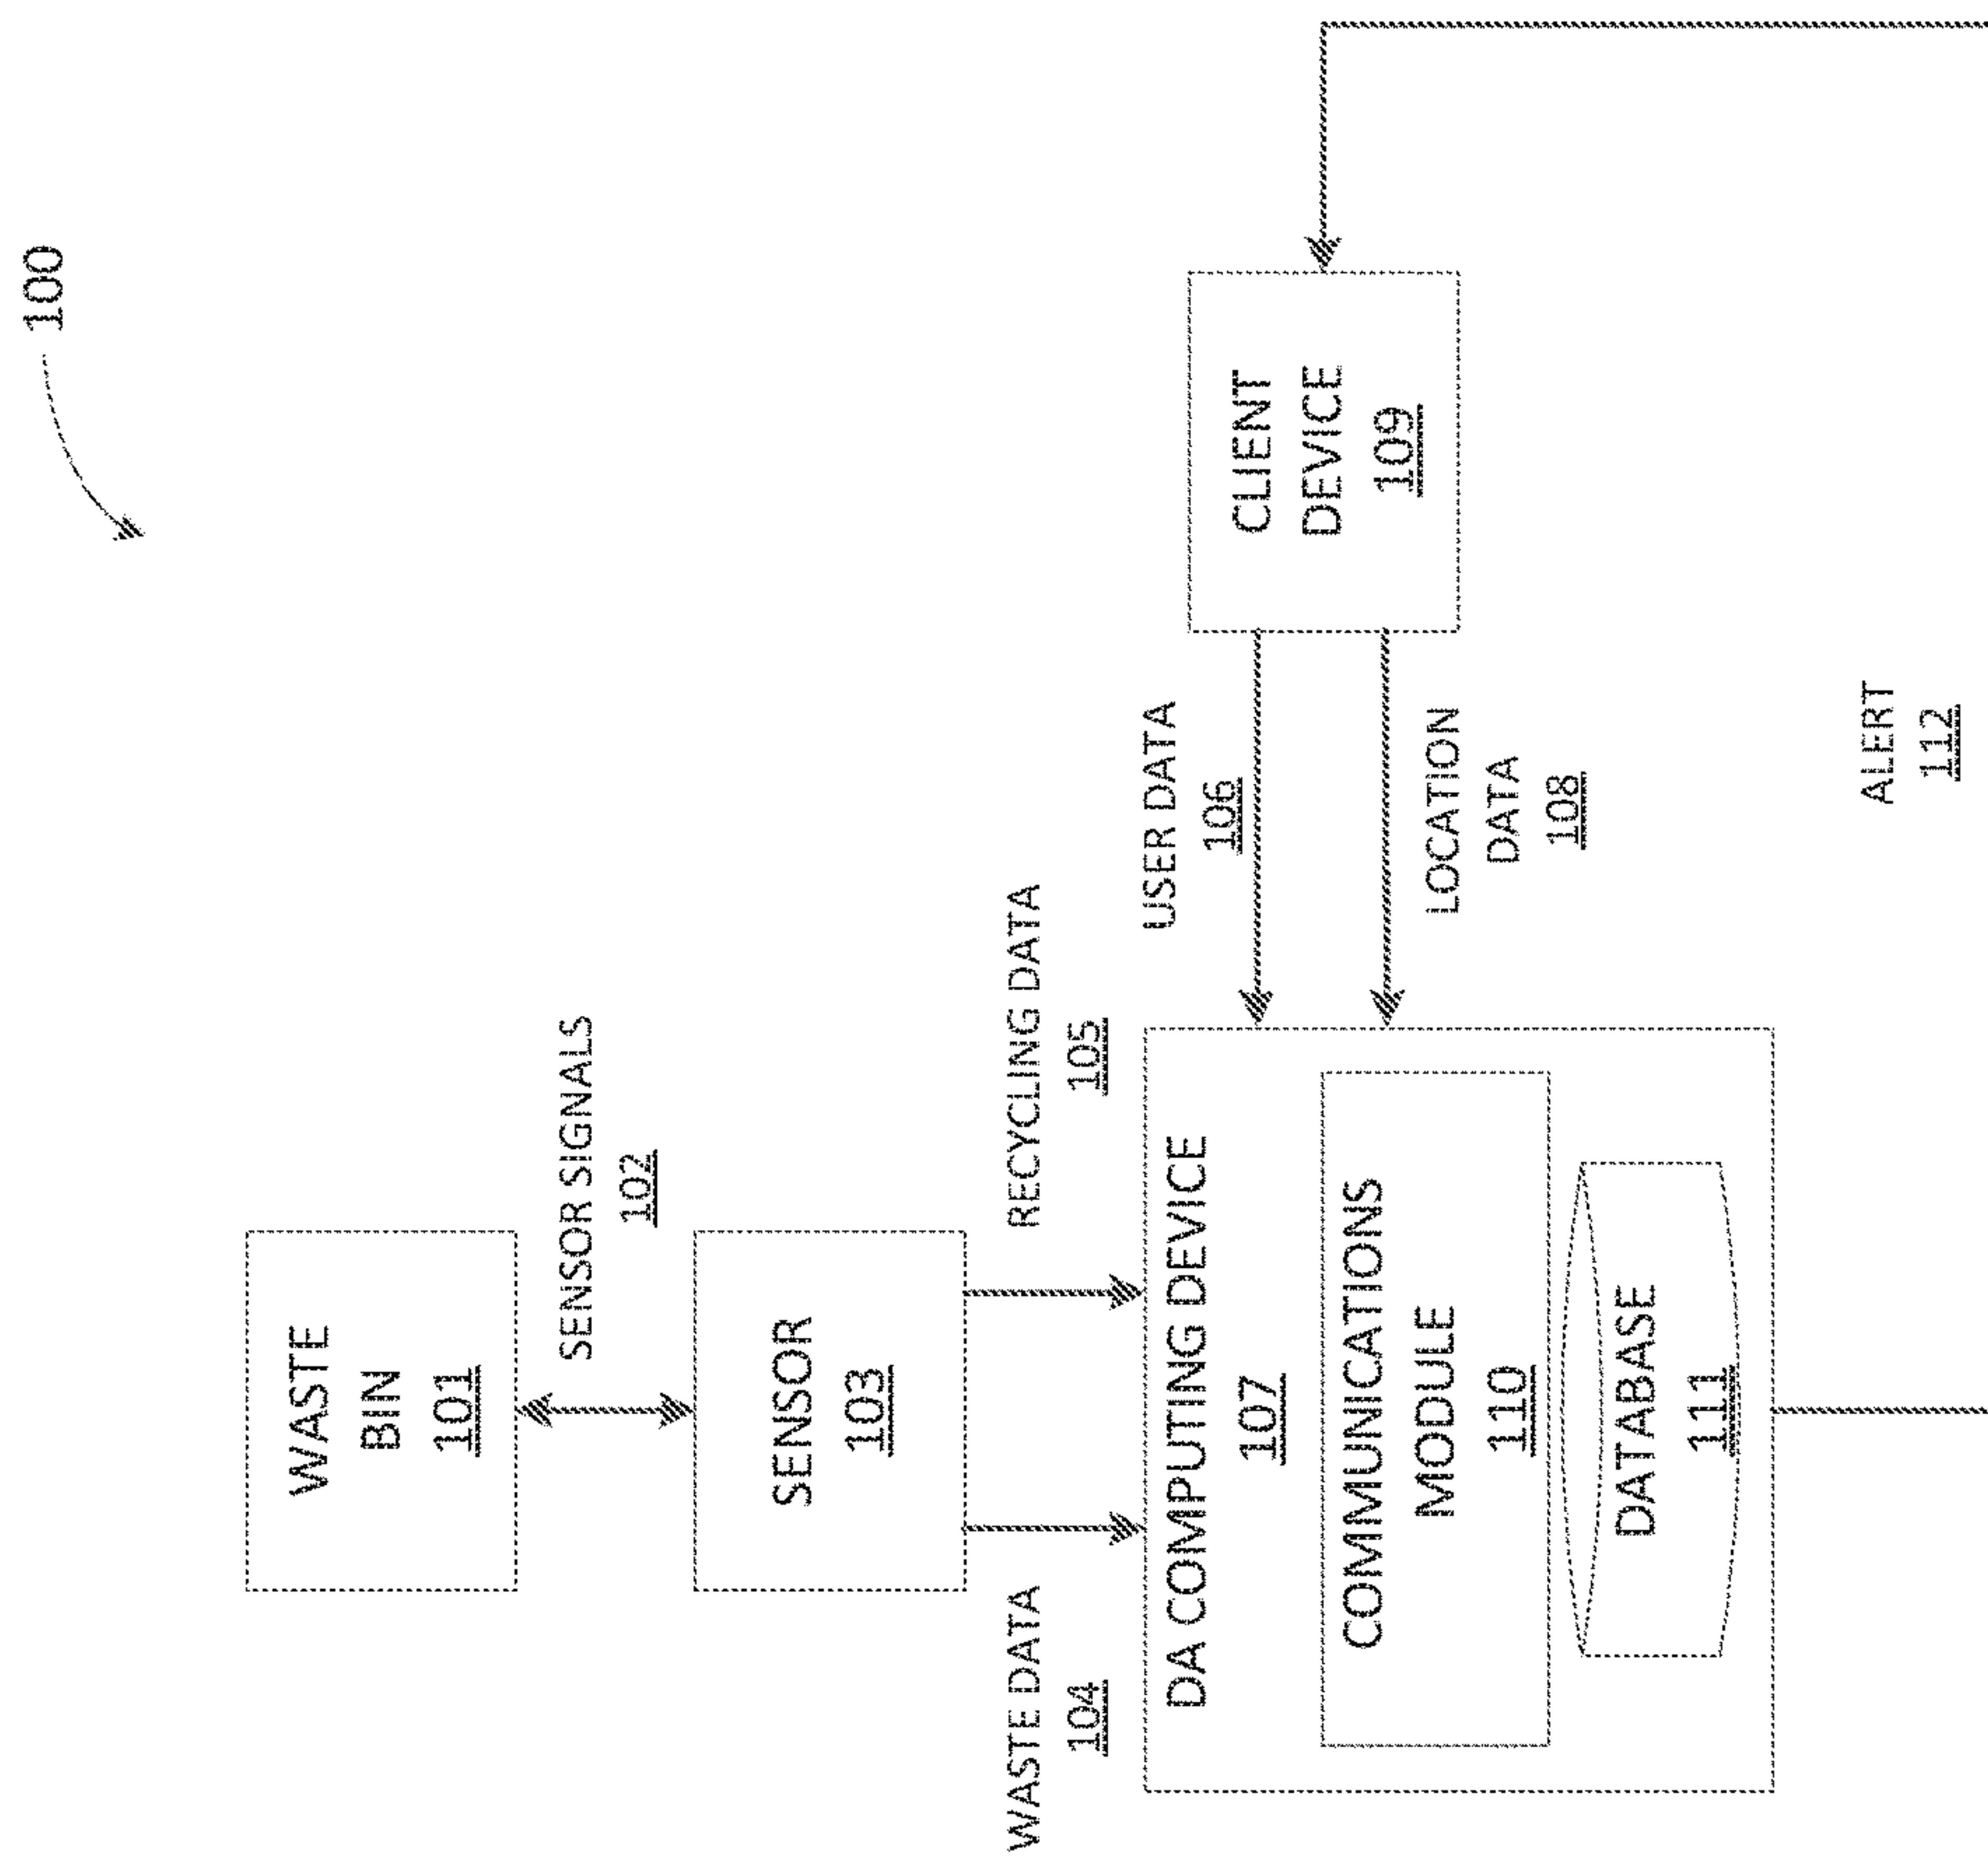 100
WASTE
BIN
101
SENSOR SIGNALS
102
SENSOR
103
WASTE DATA
104
RECYCLING DATA
105
DA COMPUTING DEVICE
107
COMMUNICATIONS
MODULE
110
DATABASE
111
USER DATA
106
LOCATION
DATA
108
CLIENT
DEVICE
109
ALERT
112